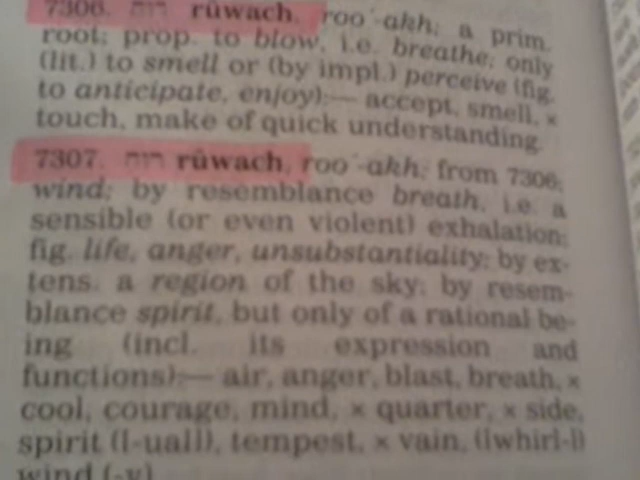 7306. רוח rûwach, roo´-akh; a prim.
root; prop. to blow, i.e. breathe; only
(lit.) to smell or (by impl.) perceive (fig.
to anticipate, enjoy):— accept, smell, ×
touch, make of quick understanding.
7307. רוח rûwach, roo´-akh; from 7306;
wind; by resemblance breath, i.e. a
sensible (or even violent) exhalation;
fig. life, anger, unsubstantiality; by ex-
tens. a region of the sky; by resem-
blance spirit, but only of a rational be-
ing (incl. its expression and
functions):— air, anger, blast, breath, ×
cool, courage, mind, × quarter, × side,
spirit ([-ual]), tempest, × vain, ([whirl-])
wind (-y)